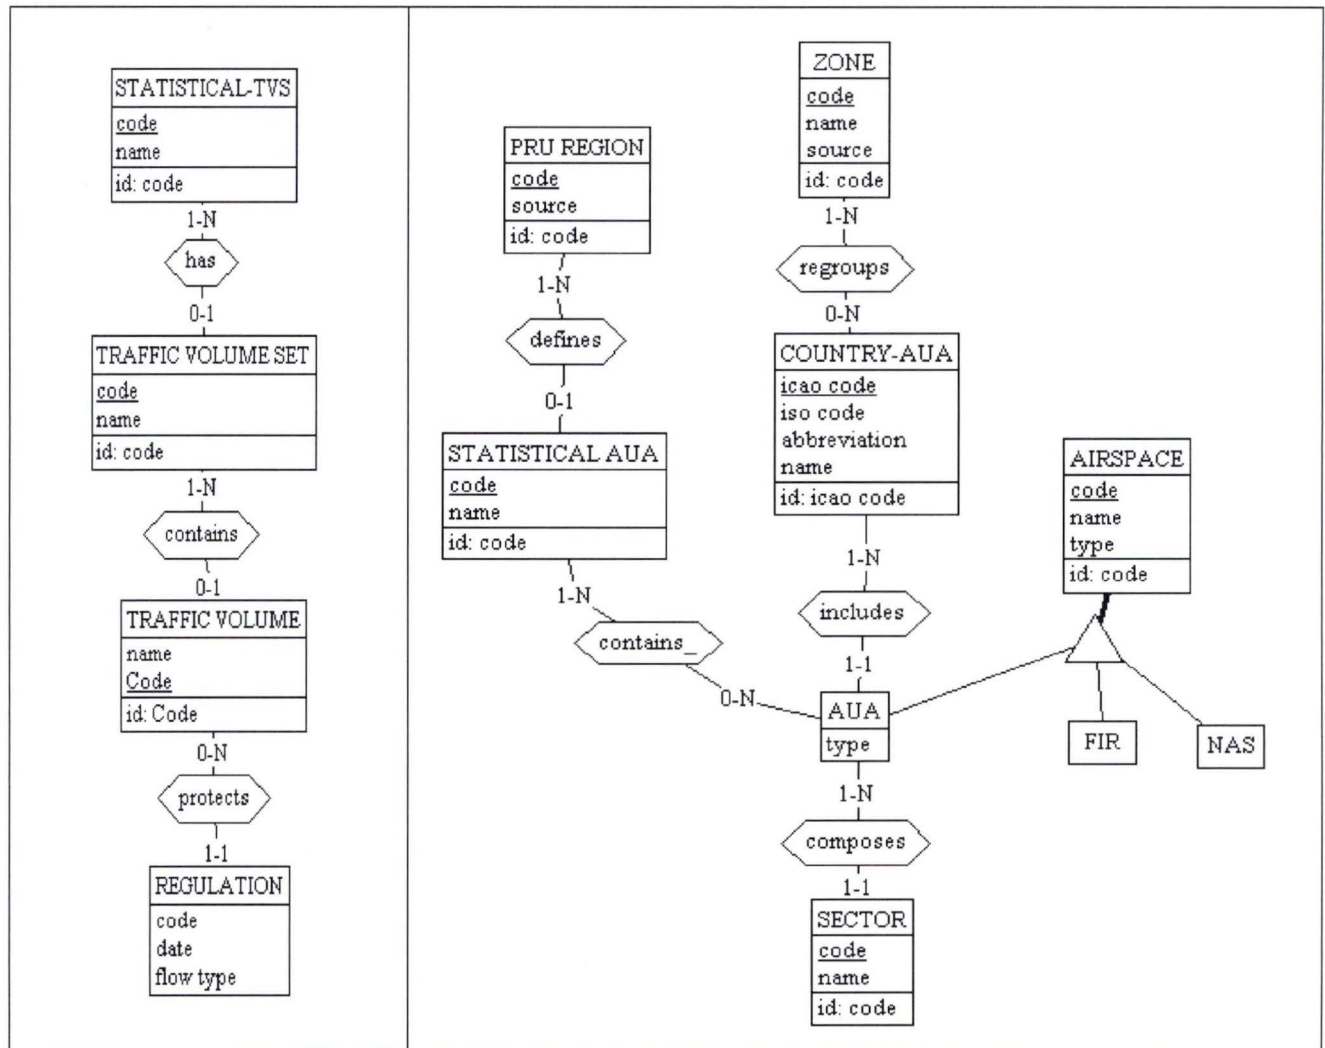 STATISTICAL-TVS
code
name
id: code
1-N
has
0-1
TRAFFIC VOLUME SET
code
name
id: code
1-N
contains
0-1
TRAFFIC VOLUME
name
Code
id: Code
0-N
protects
1-1
REGULATION
code
date
flow type
PRU REGION
code
source
id: code
1-N
defines
0-1
STATISTICAL AUA
code
name
id: code
1-N
contains_
0-N
ZONE
code
name
source
id: code
1-N
regroups
0-N
COUNTRY-AUA
icao code
iso code
abbreviation
name
id: icao code
1-N
includes
1-1
AUA
type
1-N
composes
1-1
SECTOR
code
name
id: code
AIRSPACE
code
name
type
id: code
FIR
NAS